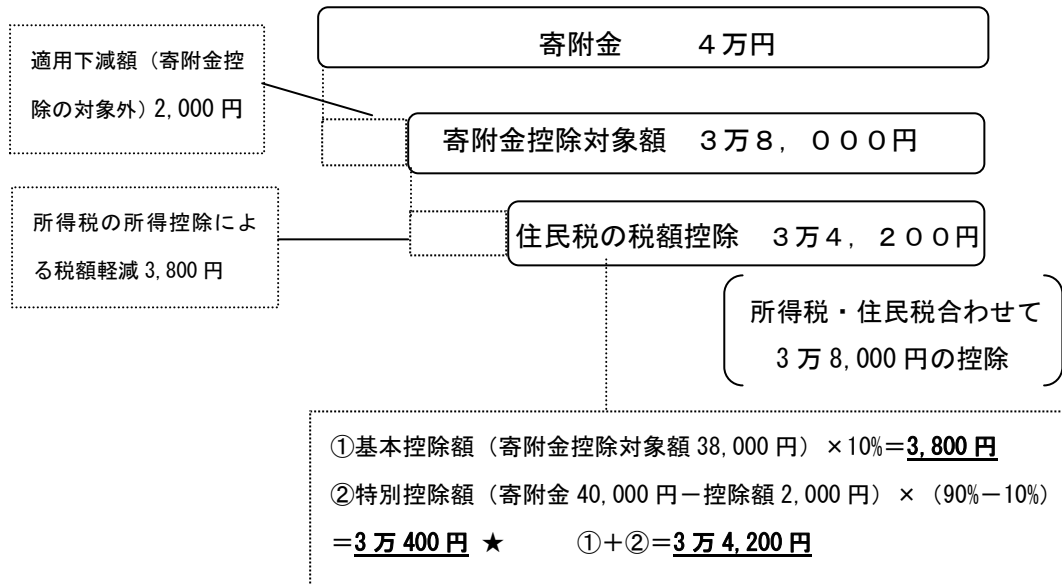 寄附金　　　４万円
適用下減額（寄附金控
除の対象外）2,000 円
寄附金控除対象額　３万８，０００円
所得税の所得控除によ
る税額軽減 3,800 円
住民税の税額控除　３万４，２００円
所得税・住民税合わせて
３万 8,000 円の控除
①基本控除額（寄附金控除対象額 38,000 円）×10%＝3,800 円
②特別控除額（寄附金 40,000 円－控除額 2,000 円）×（90%－10%）
＝3 万 400 円 ★　　　①＋②＝3 万 4,200 円